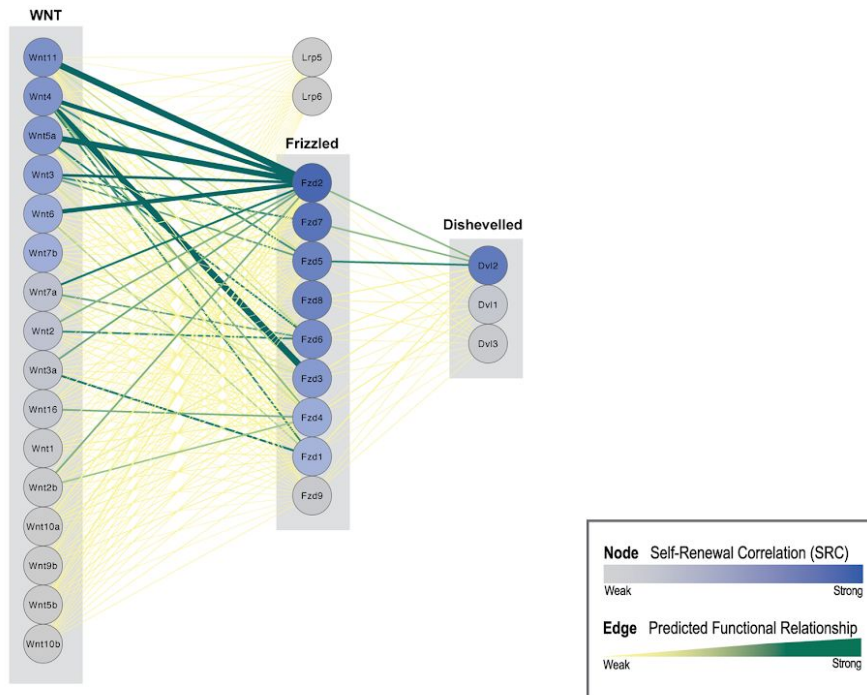 WNT
Wnt11
Wnt4
Wnt5a
Wnt3
Wnt6
Wnt7b
Wnt7a
Wnt2
Wnt3a
Wnt16
Wnt1
Wnt2b
Wnt10a
Wnt9b
Wnt5b
Wnt10b
Lrp5
Lrp6
Frizzled
Fzd2
Fzd7
Fzd5
Fzd8
Fzd6
Fzd3
Fzd4
Fzd1
Fzd9
Dishevelled
Dvl2
Dvl1
Dvl3
Node Self-Renewal Correlation (SRC)
Weak Strong
Edge Predicted Functional Relationship
Weak Strong